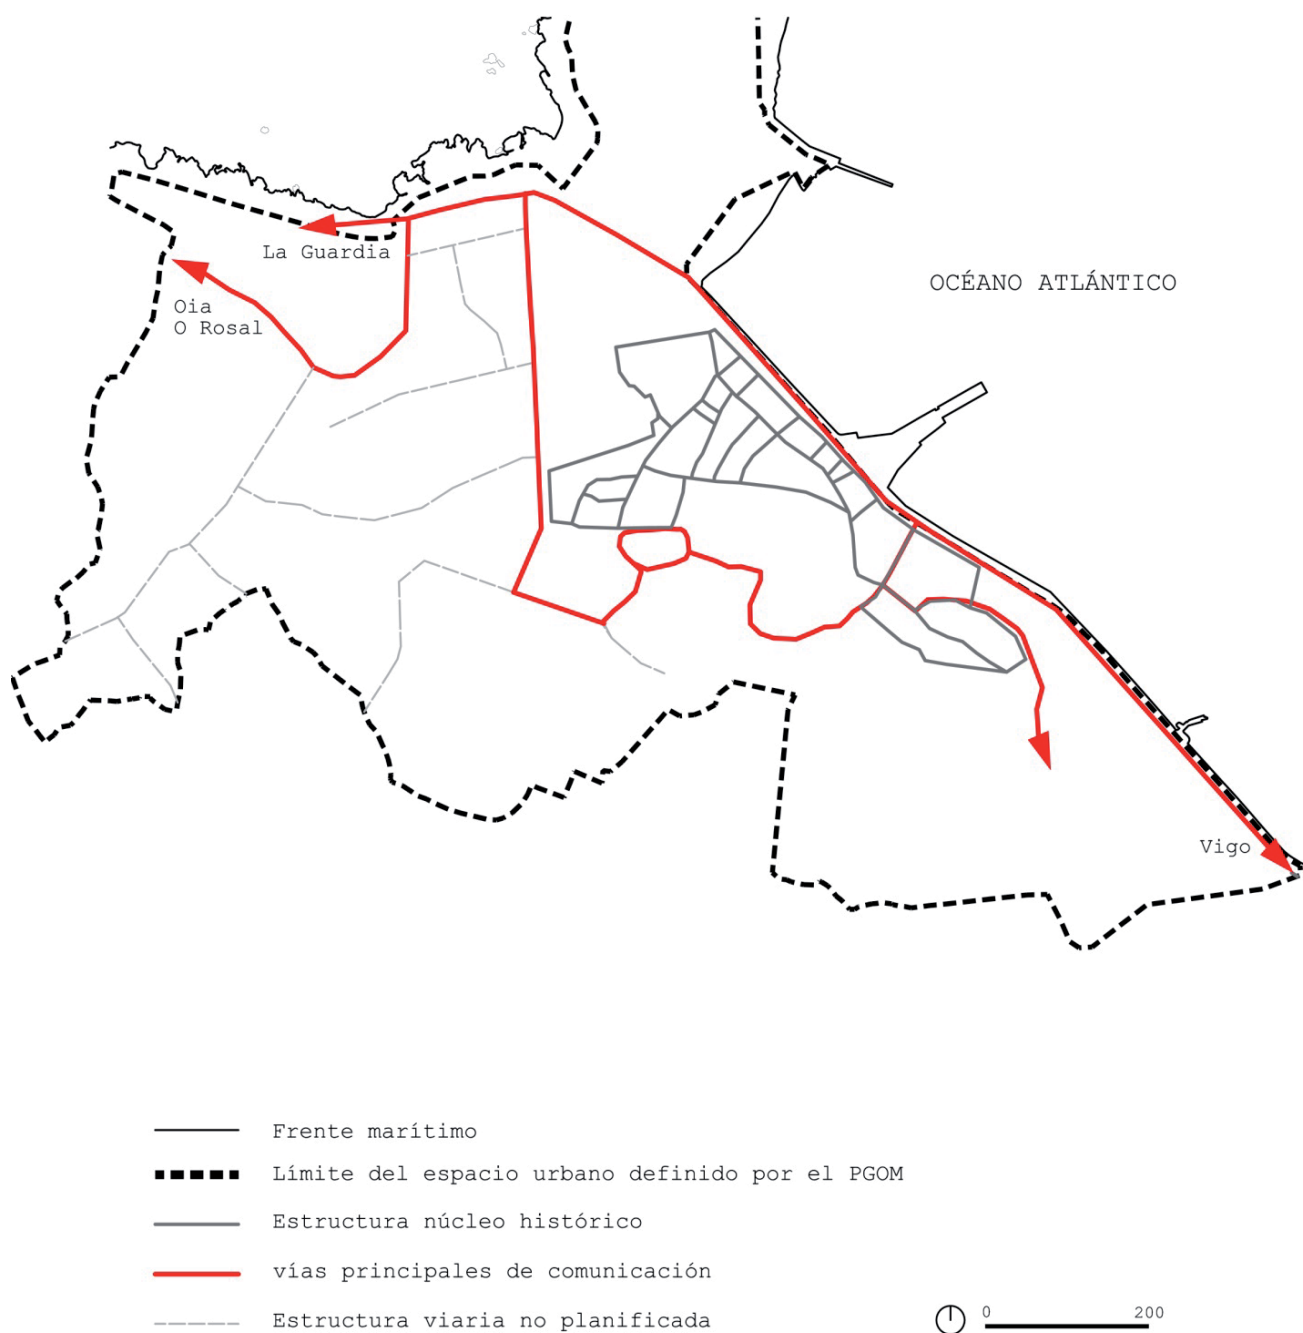 OCÉANO ATLÁNTICO
La Guardia
Oia
O Rosal
Vigo
Frente marítimo
Límite del espacio urbano definido por el PGOM
Estructura núcleo histórico
vías principales de comunicación
Estructura viaria no planificada
0 200